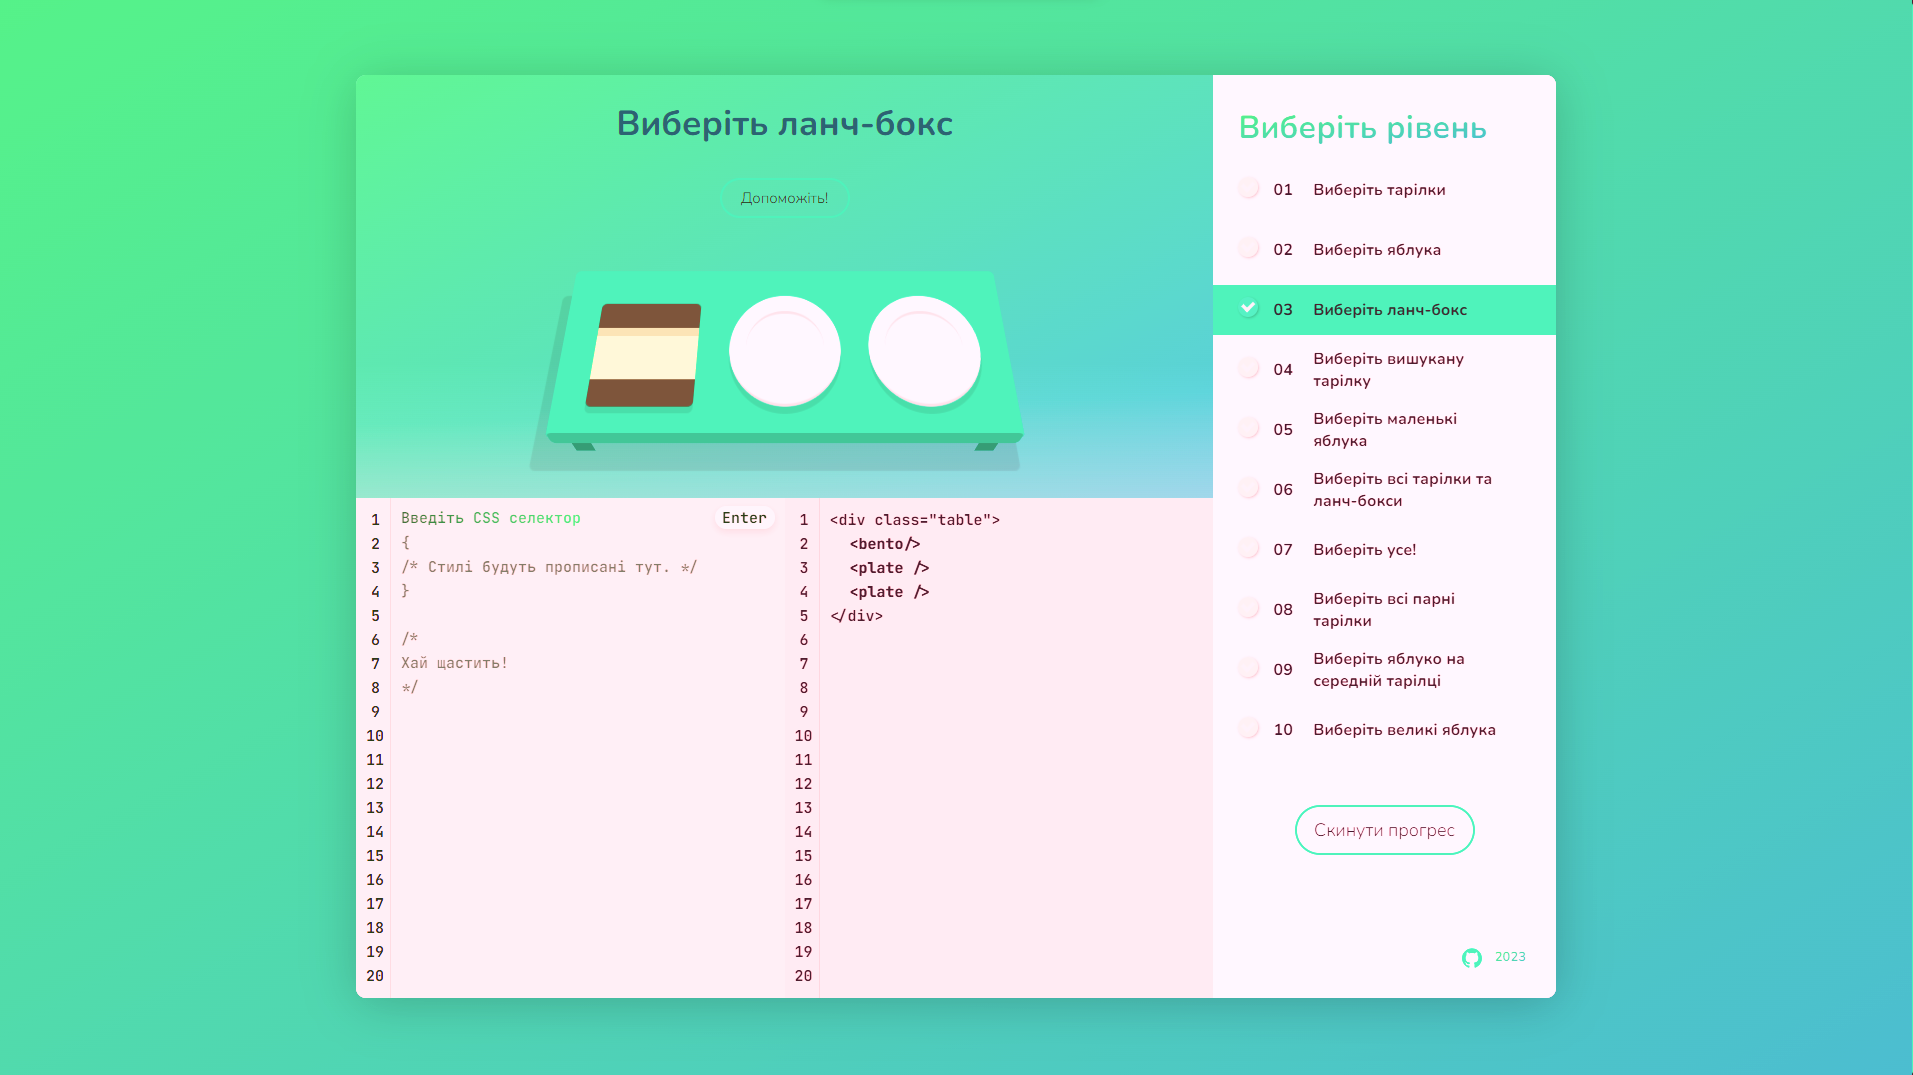 Виберіть ланч-бокс
Допоможіть!
1 Введіть CSS селектор Enter
2 {
3 /* Стилі будуть прописані тут. */
4 }
5
6 /*
7 Хай щастить!
8 */
9
10
11
12
13
14
15
16
17
18
19
20
1 <div class="table">
2 <bento/>
3 <plate />
4 <plate />
5 </div>
6
7
8
9
10
11
12
13
14
15
16
17
18
19
20
Виберіть рівень
01 Виберіть тарілки
02 Виберіть яблука
03 Виберіть ланч-бокс
04 Виберіть вишукану
тарілку
05 Виберіть маленькі
яблука
06 Виберіть всі тарілки та
ланч-бокси
07 Виберіть усе!
08 Виберіть всі парні
тарілки
09 Виберіть яблуко на
середній тарілці
10 Виберіть великі яблука
Скинути прогрес
2023